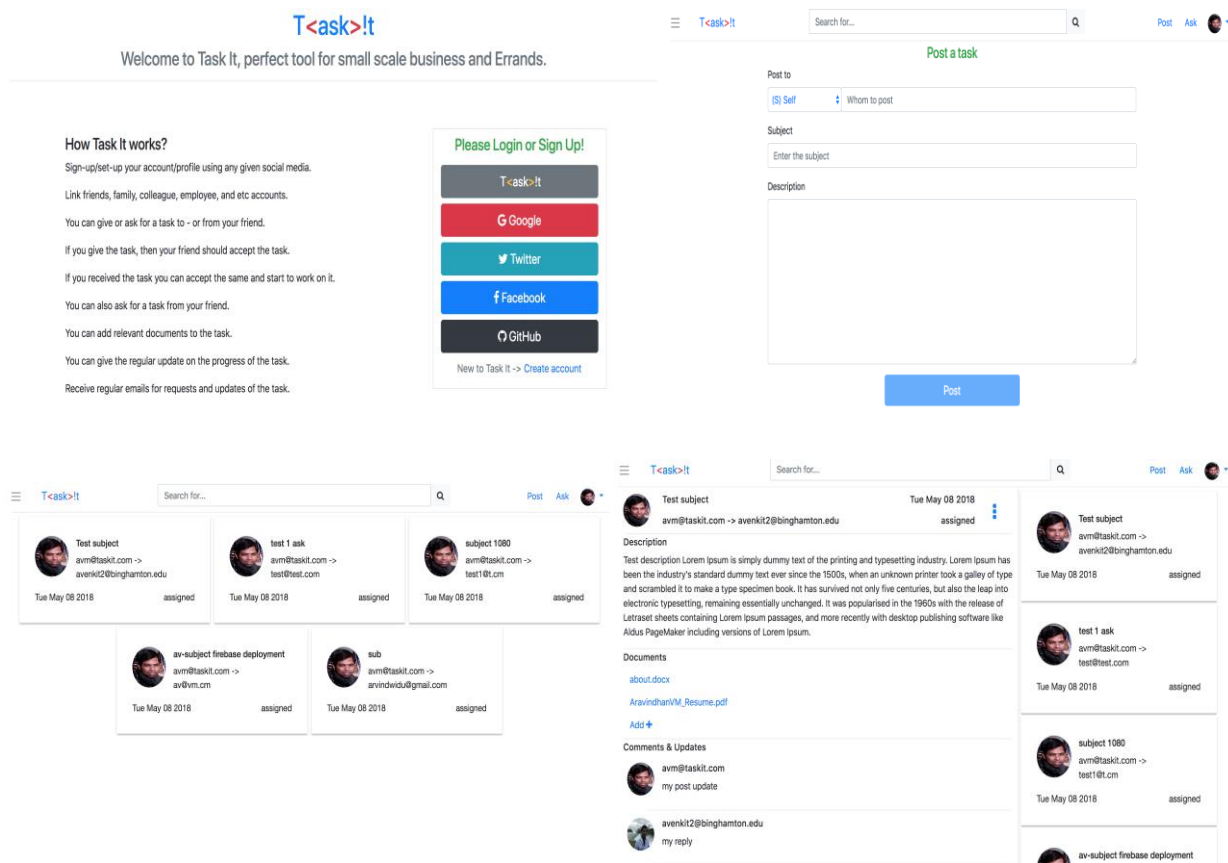 T<ask>!t
Welcome to Task It, perfect tool for small scale business and Errands.
How Task It works?
Sign-up/set-up your account/profile using any given social media.
Link friends, family, colleague, employee, and etc accounts.
You can give or ask for a task to - or from your friend.
If you give the task, then your friend should accept the task.
If you received the task you can accept the same and start to work on it.
You can also ask for a task from your friend.
You can add relevant documents to the task.
You can give the regular update on the progress of the task.
Receive regular emails for requests and updates of the task.
Please Login or Sign Up!
T<ask>!t
Google
Twitter
Facebook
GitHub
New to Task It -> Create account
T<ask>!t
Search for...
Post Ask
Post a task
Post to
(S) Self
Whom to post
Subject
Enter the subject
Description
Post
T<ask>!t
Search for...
Post Ask
Test subject
avm@taskit.com ->
avenkit2@binghamton.edu
Tue May 08 2018 assigned
test 1 ask
avm@taskit.com ->
test@test.com
Tue May 08 2018 assigned
subject 1080
avm@taskit.com ->
test1@t.cm
Tue May 08 2018 assigned
av-subject firebase deployment
avm@taskit.com ->
av@vm.cm
Tue May 08 2018 assigned
sub
avm@taskit.com ->
arvindwidu@gmail.com
Tue May 08 2018 assigned
T<ask>!t
Search for...
Post Ask
Test subject Tue May 08 2018
avm@taskit.com -> avenkit2@binghamton.edu assigned
Description
Test description Lorem Ipsum is simply dummy text of the printing and typesetting industry. Lorem Ipsum has
been the industry's standard dummy text ever since the 1500s, when an unknown printer took a galley of type
and scrambled it to make a type specimen book. It has survived not only five centuries, but also the leap into
electronic typesetting, remaining essentially unchanged. It was popularised in the 1960s with the release of
Letraset sheets containing Lorem Ipsum passages, and more recently with desktop publishing software like
Aldus PageMaker including versions of Lorem Ipsum.
Documents
about.docx
AravindhanVM_Resume.pdf
Add +
Comments & Updates
avm@taskit.com
my post update
avenkit2@binghamton.edu
my reply
Test subject
avm@taskit.com ->
avenkit2@binghamton.edu
Tue May 08 2018 assigned
test 1 ask
avm@taskit.com ->
test@test.com
Tue May 08 2018 assigned
subject 1080
avm@taskit.com ->
test1@t.cm
Tue May 08 2018 assigned
av-subject firebase deployment